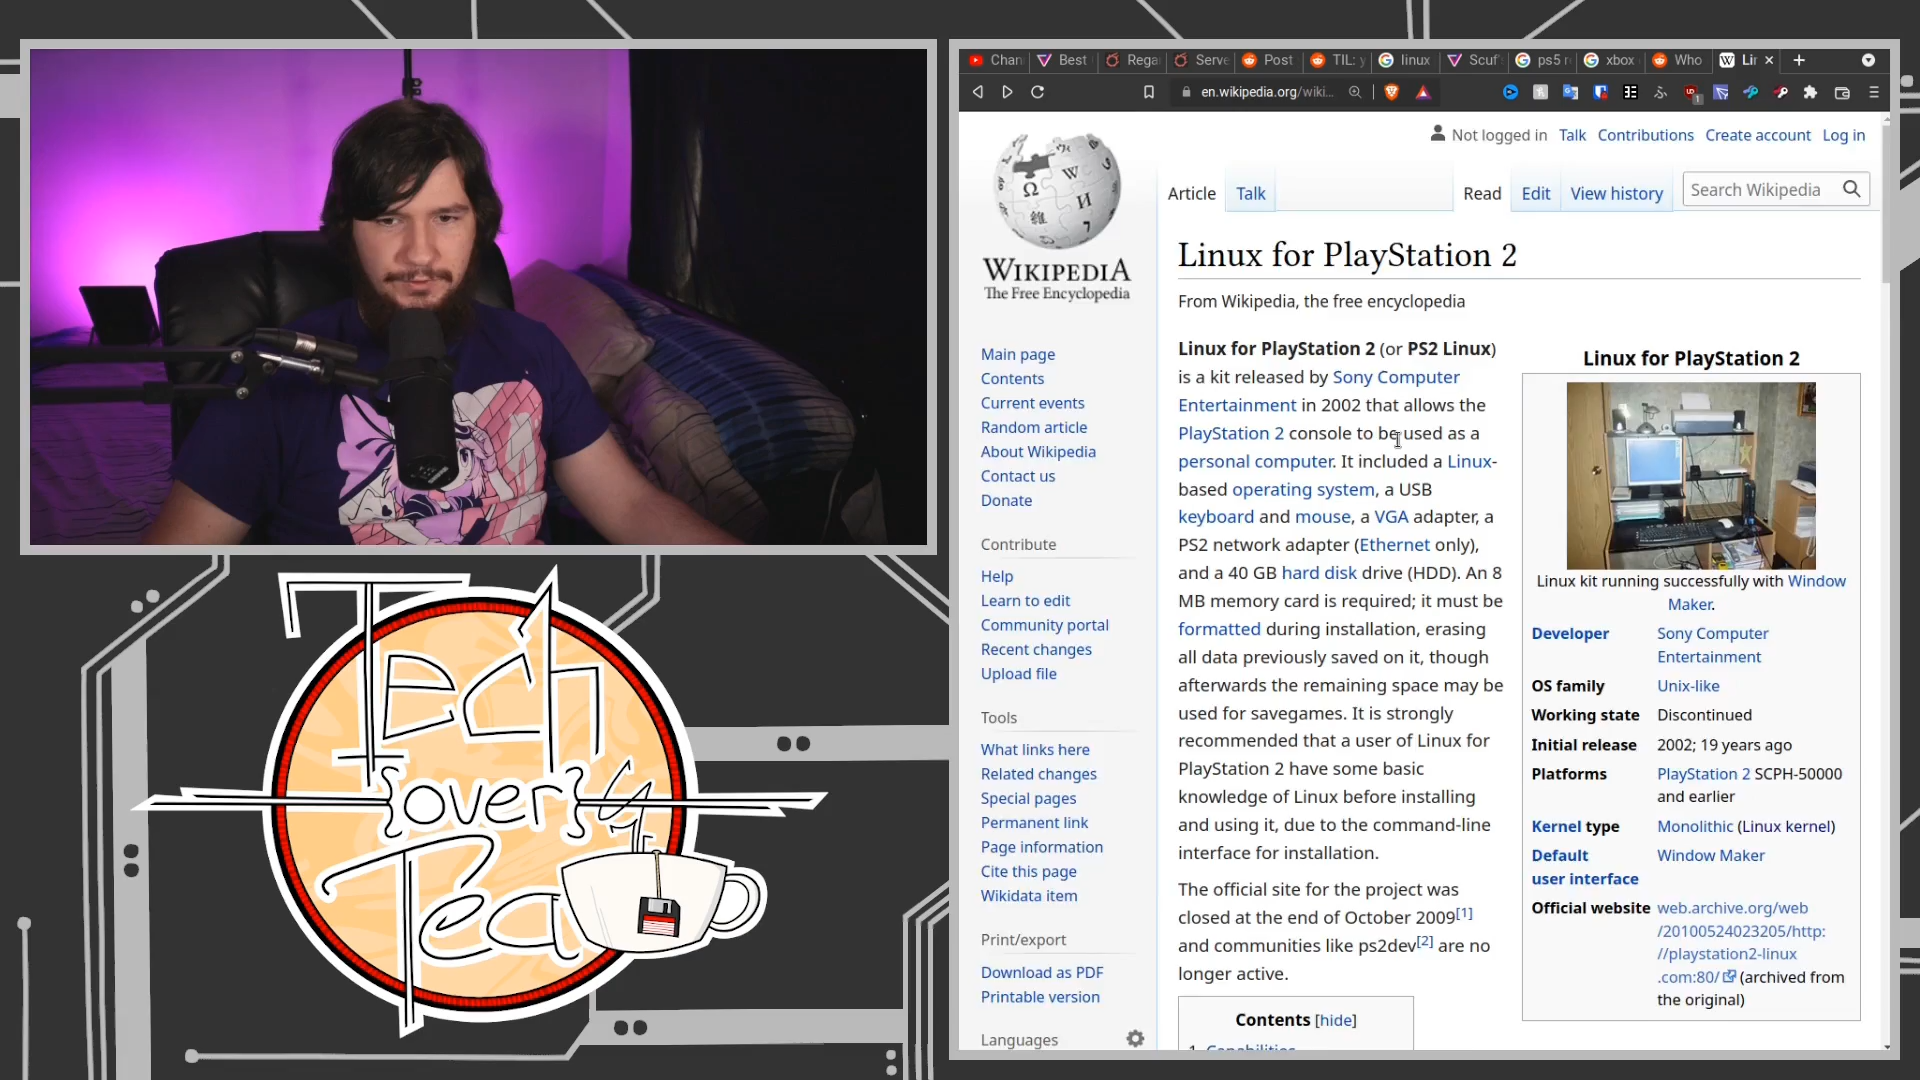 Tech
{over}
Tea
Chan
Best
Rega
Serve
Post
TIL: y
linux
Scuf
ps5 r
xbox
Who
Lin
en.wikipedia.org/wiki...
Not logged in Talk Contributions Create account Log in
Article Talk Read Edit View history Search Wikipedia
WIKIPEDIA
The Free Encyclopedia
Main page
Contents
Current events
Random article
About Wikipedia
Contact us
Donate
Contribute
Help
Learn to edit
Community portal
Recent changes
Upload file
Tools
What links here
Related changes
Special pages
Permanent link
Page information
Cite this page
Wikidata item
Print/export
Download as PDF
Printable version
Languages
Linux for PlayStation 2
From Wikipedia, the free encyclopedia
Linux for PlayStation 2 (or PS2 Linux)
is a kit released by Sony Computer
Entertainment in 2002 that allows the
PlayStation 2 console to be used as a
personal computer. It included a Linux-
based operating system, a USB
keyboard and mouse, a VGA adapter, a
PS2 network adapter (Ethernet only),
and a 40 GB hard disk drive (HDD). An 8
MB memory card is required; it must be
formatted during installation, erasing
all data previously saved on it, though
afterwards the remaining space may be
used for savegames. It is strongly
recommended that a user of Linux for
PlayStation 2 have some basic
knowledge of Linux before installing
and using it, due to the command-line
interface for installation.
The official site for the project was
closed at the end of October 2009[1]
and communities like ps2dev[2] are no
longer active.
Contents [hide]
1 Capabilities
Linux for PlayStation 2
Linux kit running successfully with Window
Maker.
Developer Sony Computer
Entertainment
OS family Unix-like
Working state Discontinued
Initial release 2002; 19 years ago
Platforms PlayStation 2 SCPH-50000
and earlier
Kernel type Monolithic (Linux kernel)
Default Window Maker
user interface
Official website web.archive.org/web
/20100524023205/http:
//playstation2-linux
.com:80/ (archived from
the original)